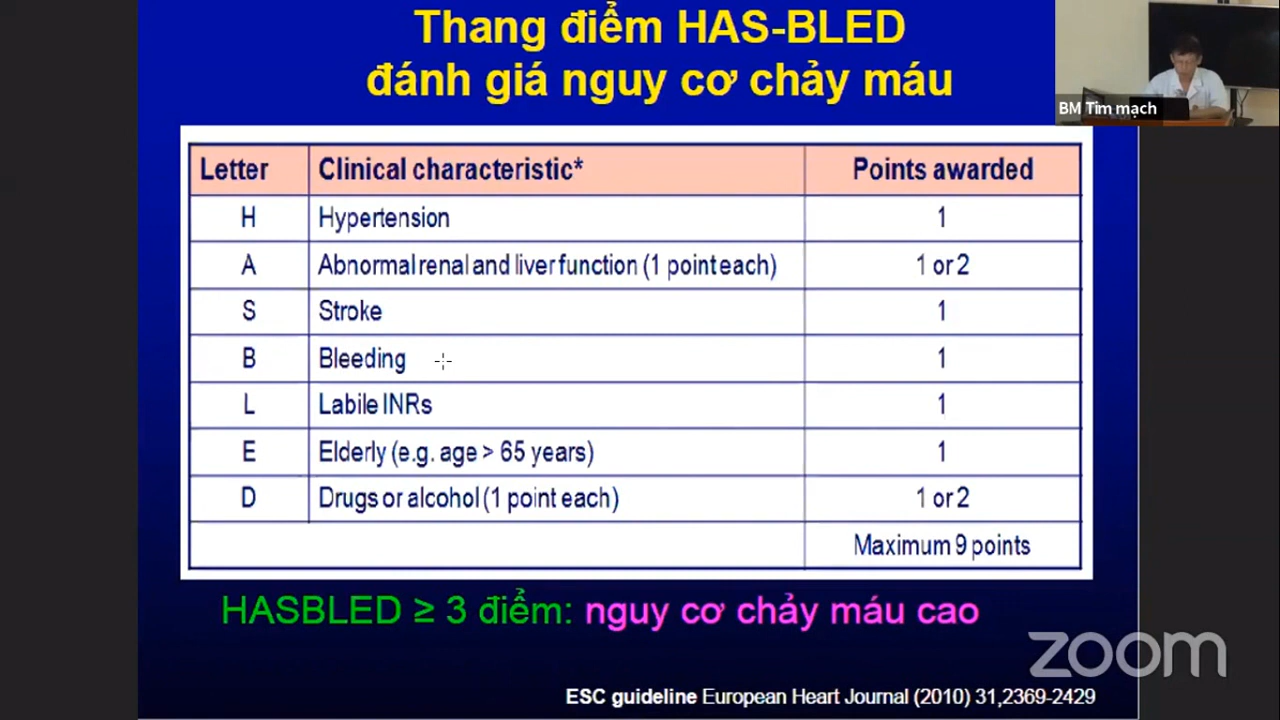 Thang điểm HAS-BLED
đánh giá nguy cơ chảy máu
BM Tim mạch
Letter Clinical characteristic* Points awarded
H Hypertension 1
A Abnormal renal and liver function (1 point each) 1 or 2
S Stroke 1
B Bleeding 1
L Labile INRs 1
E Elderly (e.g. age > 65 years) 1
D Drugs or alcohol (1 point each) 1 or 2
Maximum 9 points
HASBLED ≥ 3 điểm: nguy cơ chảy máu cao
zoom
ESC guideline European Heart Journal (2010) 31,2369-2429